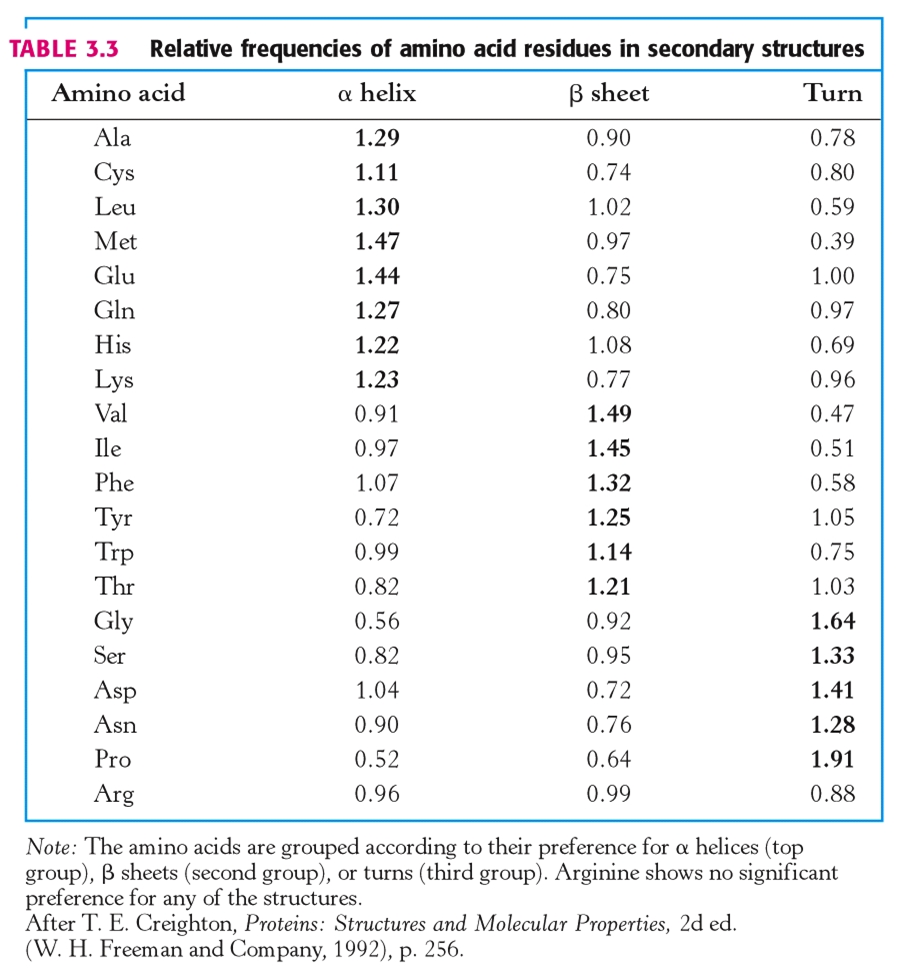 TABLE 3.3 Relative frequencies of amino acid residues in secondary structures
Amino acid α helix β sheet Turn
Ala 1.29 0.90 0.78
Cys 1.11 0.74 0.80
Leu 1.30 1.02 0.59
Met 1.47 0.97 0.39
Glu 1.44 0.75 1.00
Gln 1.27 0.80 0.97
His 1.22 1.08 0.69
Lys 1.23 0.77 0.96
Val 0.91 1.49 0.47
Ile 0.97 1.45 0.51
Phe 1.07 1.32 0.58
Tyr 0.72 1.25 1.05
Trp 0.99 1.14 0.75
Thr 0.82 1.21 1.03
Gly 0.56 0.92 1.64
Ser 0.82 0.95 1.33
Asp 1.04 0.72 1.41
Asn 0.90 0.76 1.28
Pro 0.52 0.64 1.91
Arg 0.96 0.99 0.88
Note: The amino acids are grouped according to their preference for α helices (top
group), β sheets (second group), or turns (third group). Arginine shows no significant
preference for any of the structures.
After T. E. Creighton, Proteins: Structures and Molecular Properties, 2d ed.
(W. H. Freeman and Company, 1992), p. 256.